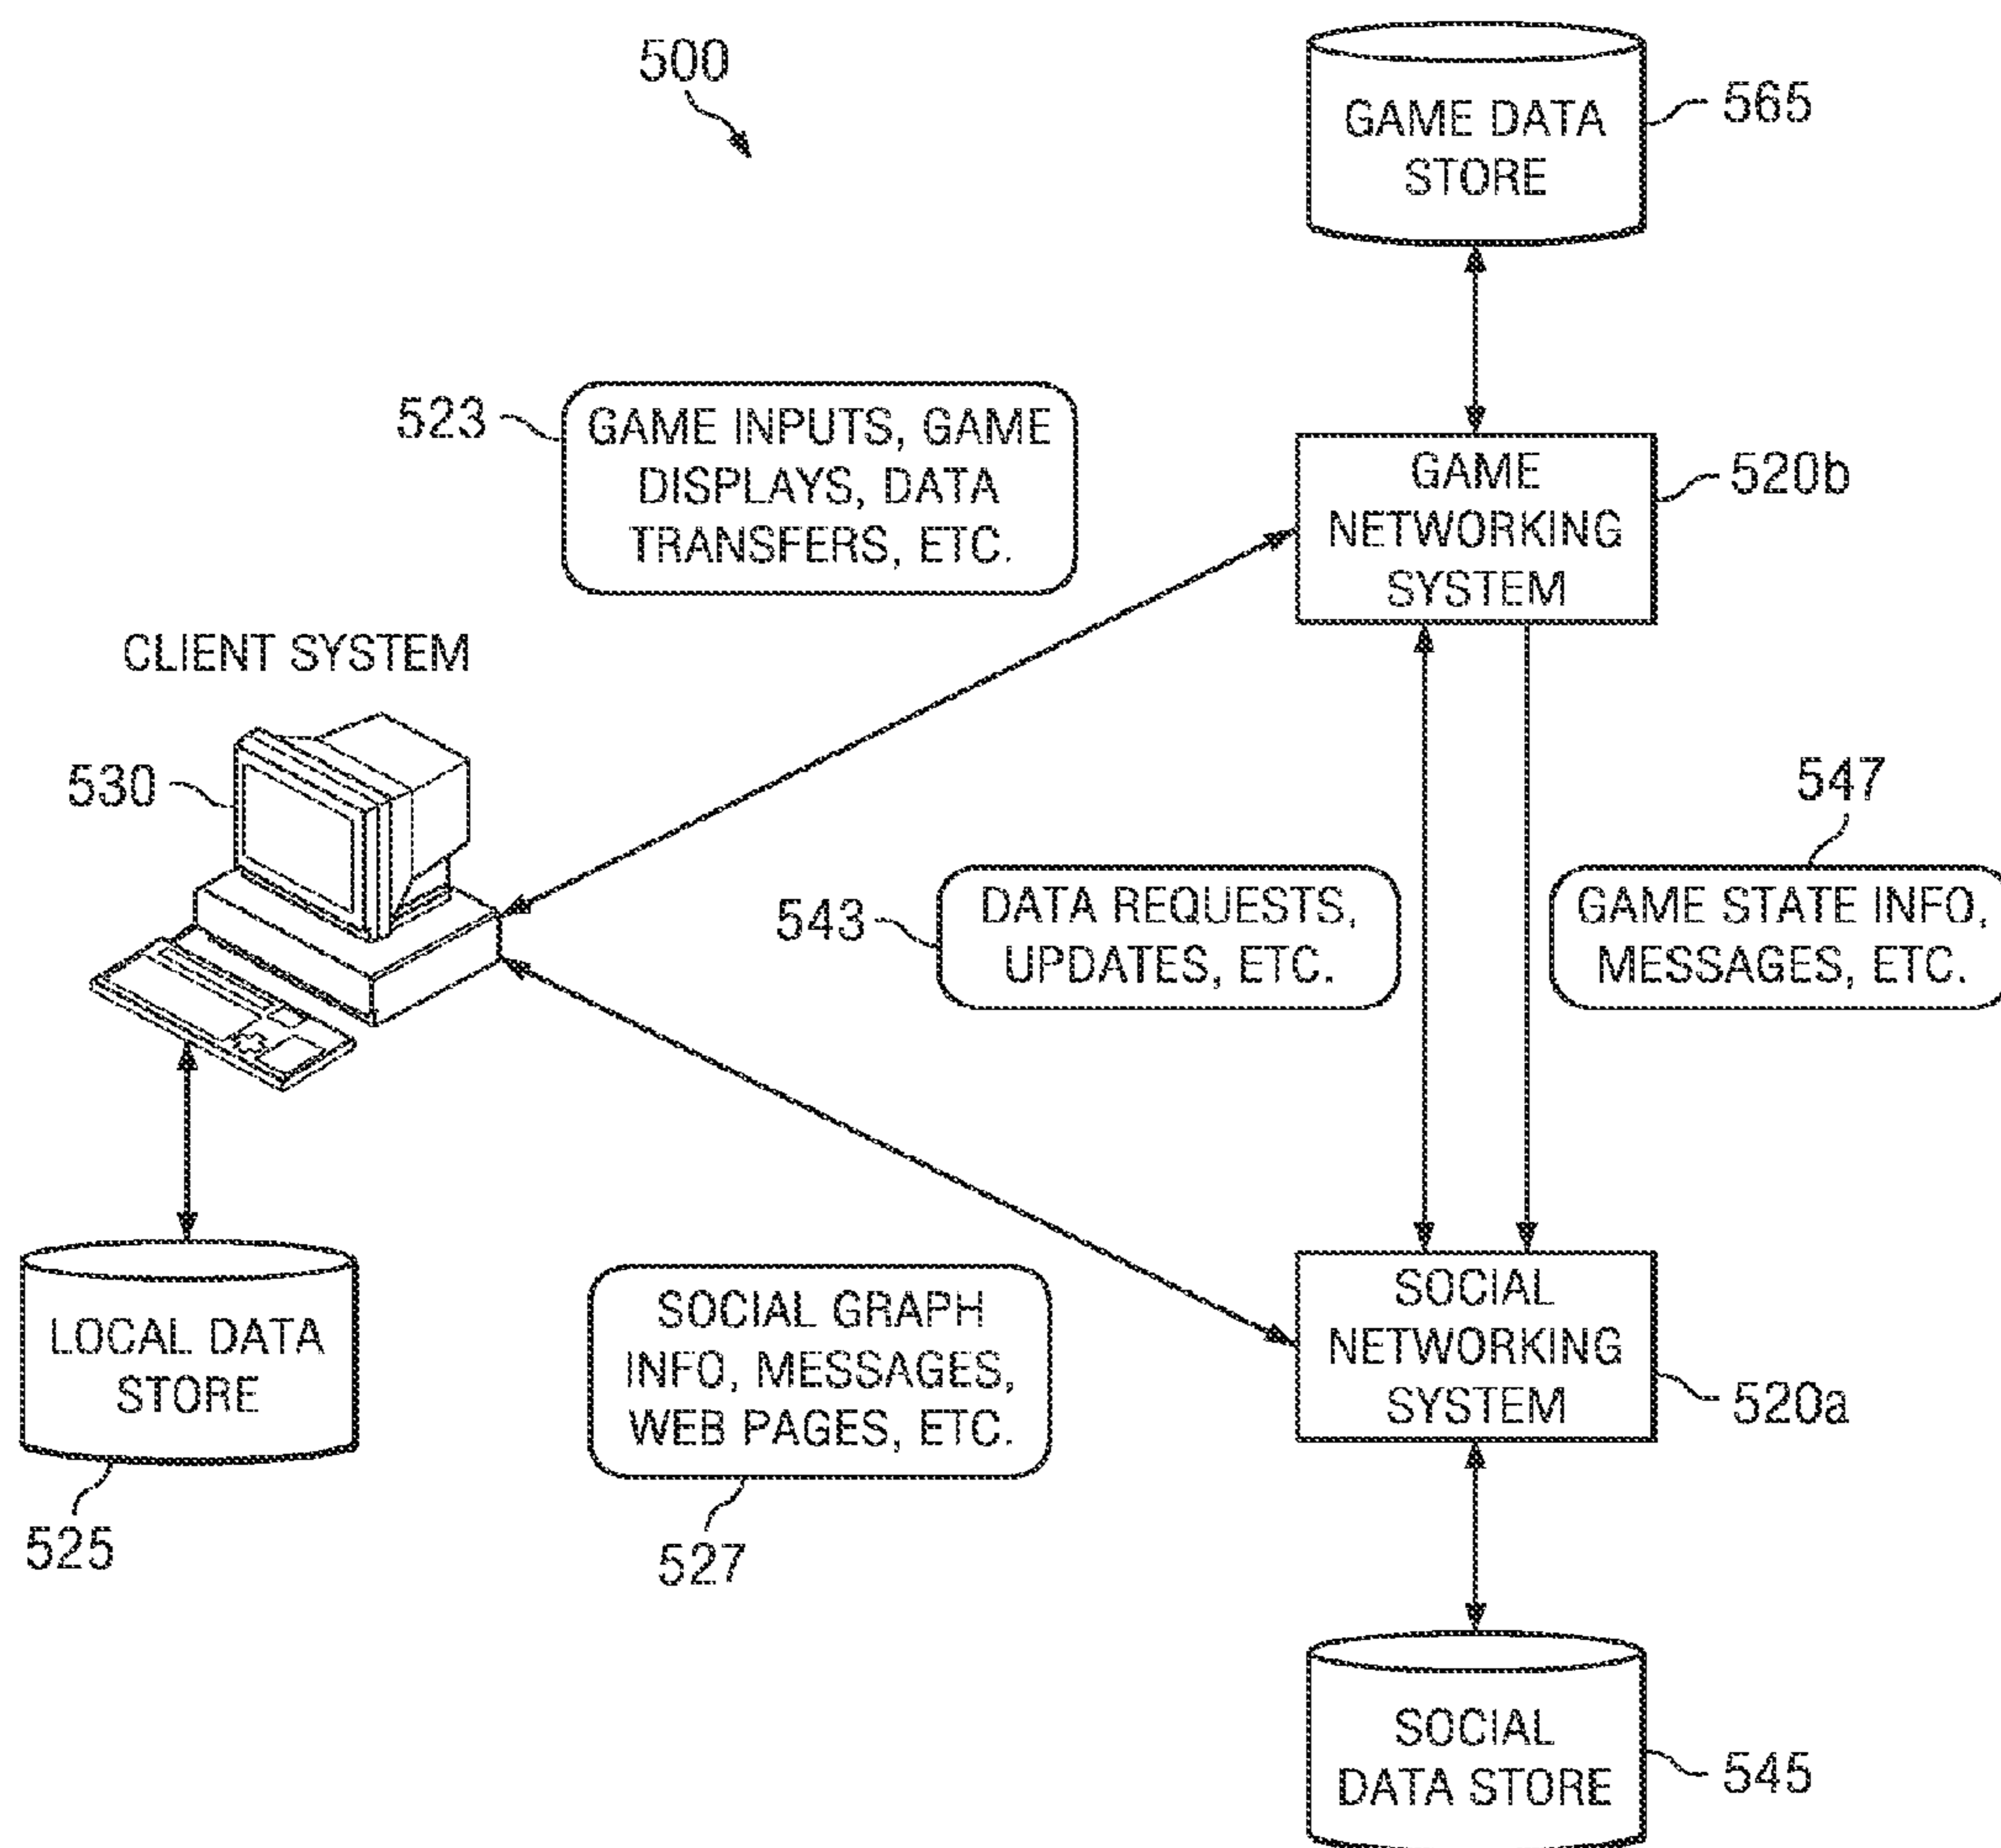 500
GAME DATA
STORE
565
523
GAME INPUTS, GAME
DISPLAYS, DATA
TRANSFERS, ETC.
GAME
NETWORKING
SYSTEM
520b
CLIENT SYSTEM
530
547
543
DATA REQUESTS,
UPDATES, ETC.
GAME STATE INFO,
MESSAGES, ETC.
LOCAL DATA
STORE
525
SOCIAL GRAPH
INFO, MESSAGES,
WEB PAGES, ETC.
527
SOCIAL
NETWORKING
SYSTEM
520a
SOCIAL
DATA STORE
545